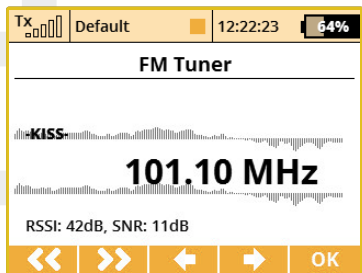 Tx Default 12:22:23 64%
FM Tuner
-KISS-
101.10 MHz
RSSI: 42dB, SNR: 11dB
OK